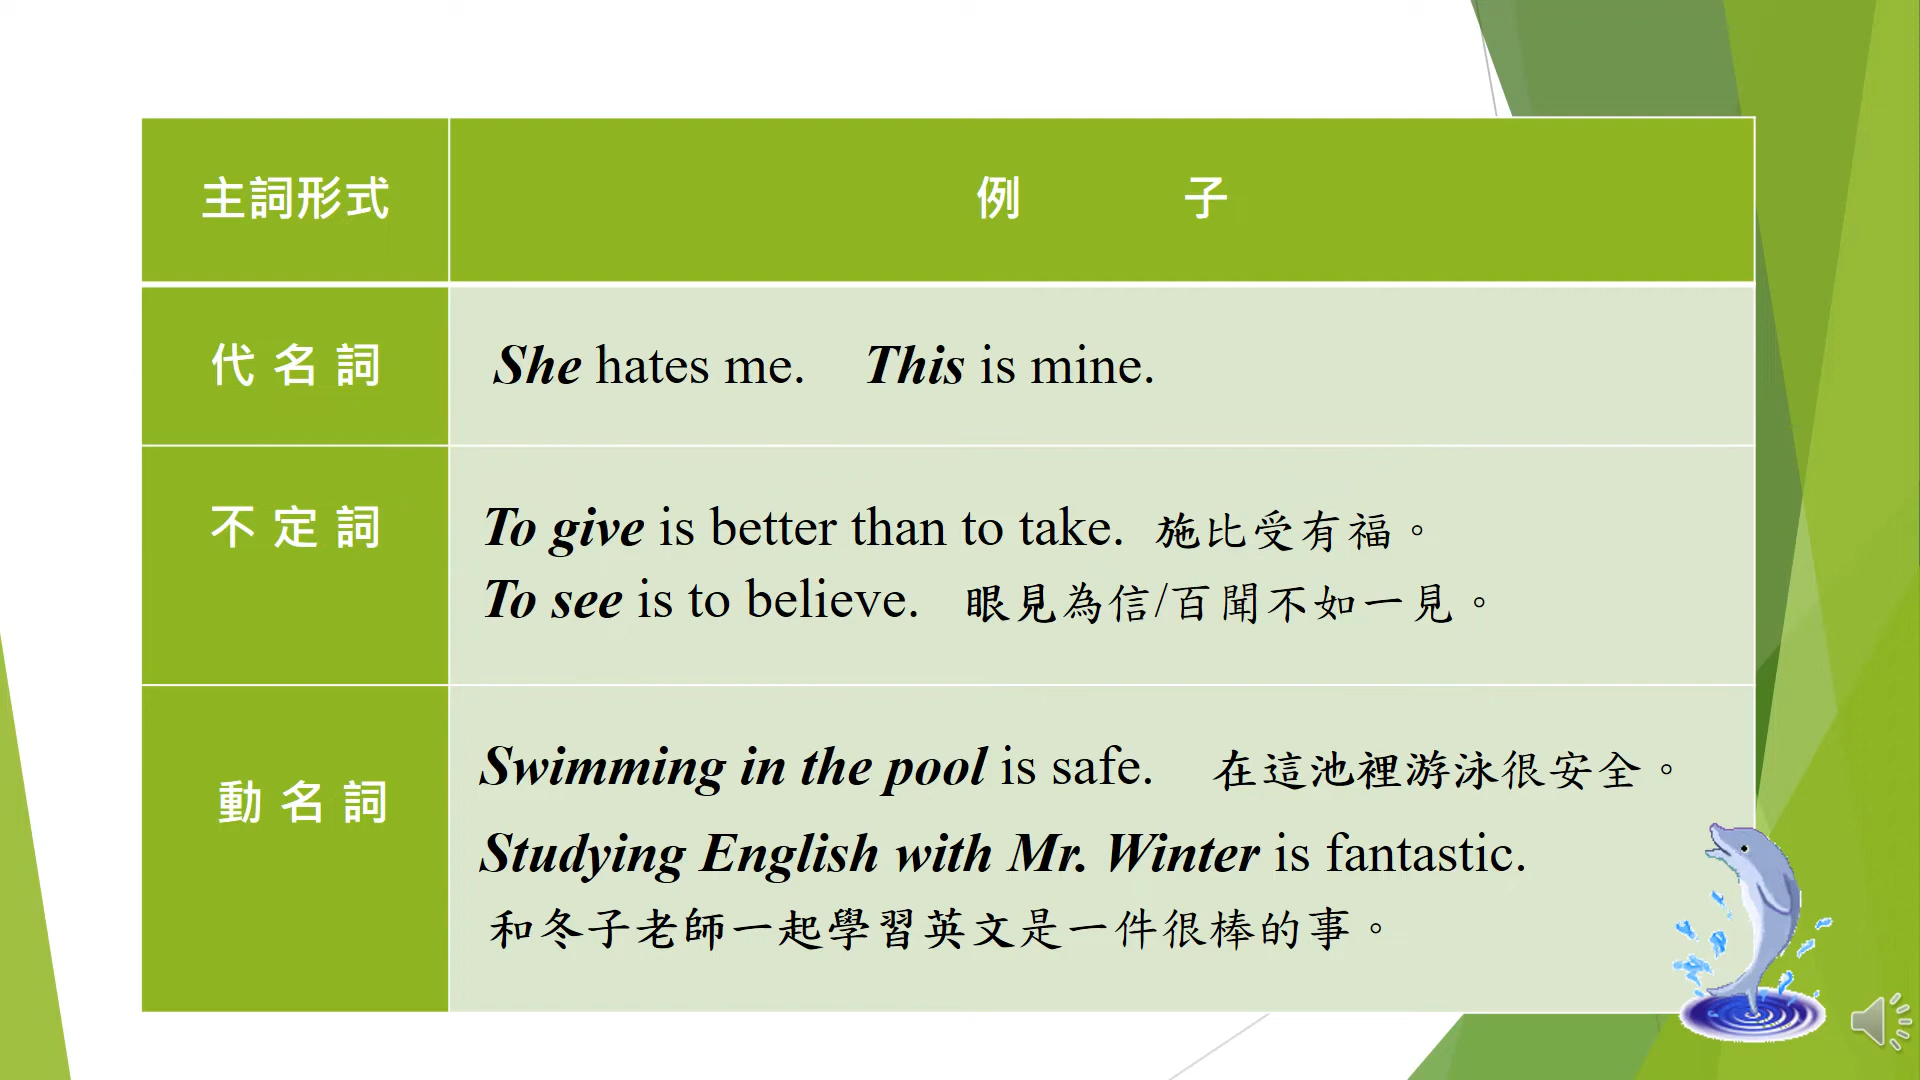 主詞形式
例 子
代名詞
She hates me. This is mine.
不定詞
To give is better than to take. 施比受有福。
To see is to believe. 眼見為信/百聞不如一見。
動名詞
Swimming in the pool is safe. 在這池裡游泳很安全。
Studying English with Mr. Winter is fantastic.
和冬子老師一起學習英文是一件很棒的事。